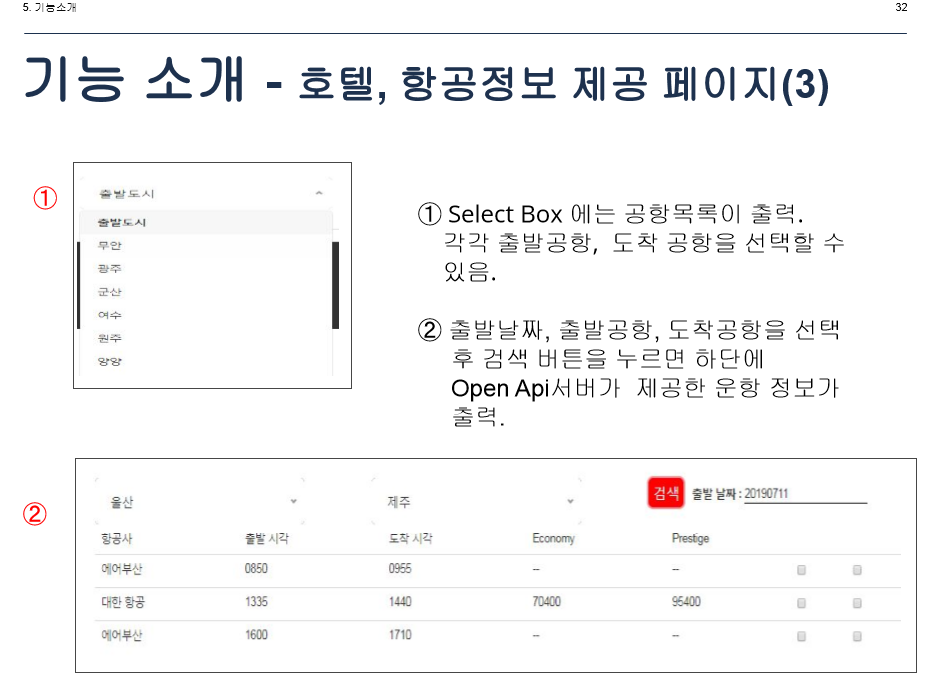 5. 기능소개 32
기능 소개 - 호텔, 항공정보 제공 페이지(3)
①
출발도시
출발도시
무안
광주
군산
여수
원주
양양
① Select Box 에는 공항목록이 출력.
각각 출발공항, 도착 공항을 선택할 수
있음.
② 출발날짜, 출발공항, 도착공항을 선택
후 검색 버튼을 누르면 하단에
Open Api서버가 제공한 운항 정보가
출력.
②
울산 제주 검색 출발 날짜 : 20190711
항공사 출발 시각 도착 시각 Economy Prestige
에어부산 0850 0955 -- --
대한 항공 1335 1440 70400 95400
에어부산 1600 1710 -- --